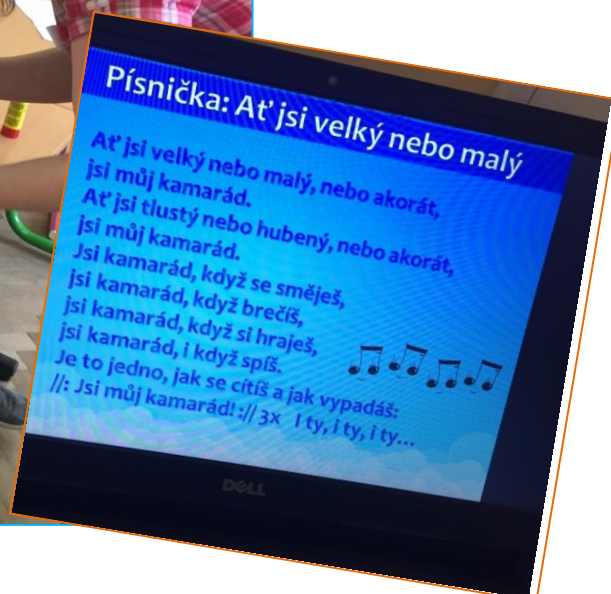 Písnička: Ať jsi velký nebo malý
Ať jsi velký nebo malý, nebo akorát,
jsi můj kamarád.
Ať jsi tlustý nebo hubený, nebo akorát,
jsi můj kamarád.
Jsi kamarád, když se směješ,
jsi kamarád, když brečíš,
jsi kamarád, když si hraješ,
jsi kamarád, i když spíš.
Je to jedno, jak se cítíš a jak vypadáš:
//: Jsi můj kamarád! :// 3x I ty, i ty, i ty...
DELL